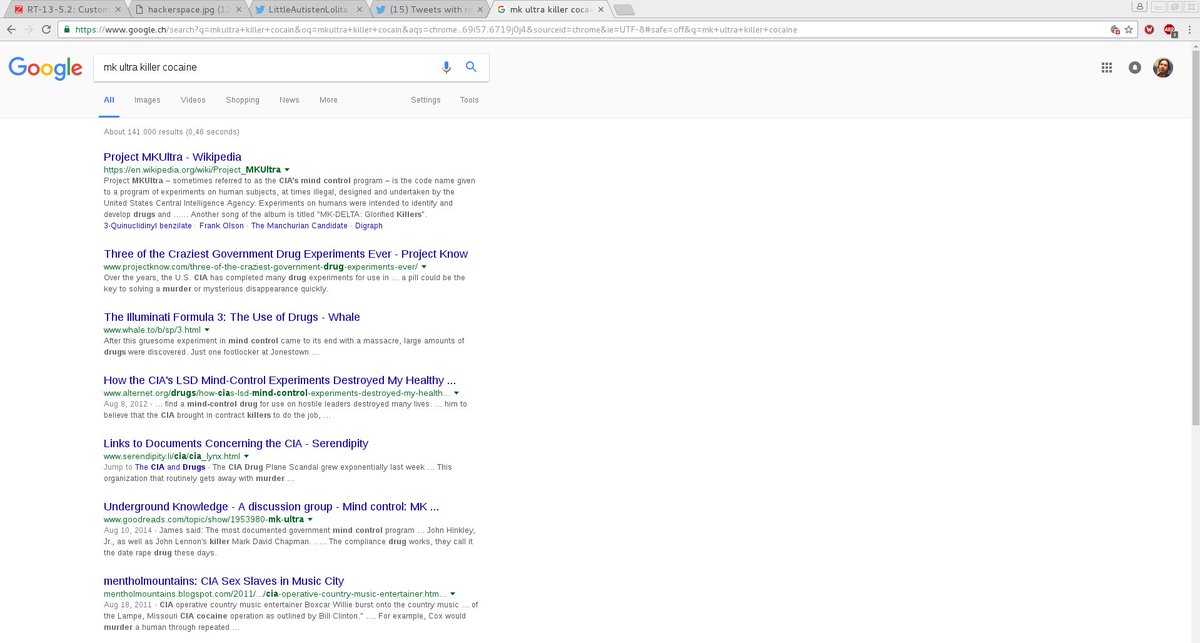 RT-13-5.2: Custom
hackerspace.jpg (1
LittleAutistenLolita
(15) Tweets with re
mk ultra killer cocai
https://www.google.ch/search?q=mkultra+killer+cocain&oq=mkultra+killer+cocain&aqs=chrome..69i57.6719j0j4&sourceid=chrome&ie=UTF-8#safe=off&q=mk+ultra+killer+cocaine
Google
mk ultra killer cocaine
All Images Videos Shopping News More Settings Tools
About 141.000 results (0,46 seconds)
Project MKUltra - Wikipedia
https://en.wikipedia.org/wiki/Project_MKUltra
Project MKUltra – sometimes referred to as the CIA's mind control program – is the code name given
to a program of experiments on human subjects, at times illegal, designed and undertaken by the
United States Central Intelligence Agency. Experiments on humans were intended to identify and
develop drugs and ...... Another song of the album is titled "MK-DELTA: Glorified Killers".
3-Quinuclidinyl benzilate · Frank Olson · The Manchurian Candidate · Digraph
Three of the Craziest Government Drug Experiments Ever - Project Know
www.projectknow.com/three-of-the-craziest-government-drug-experiments-ever/
Over the years, the U.S. CIA has completed many drug experiments for use in ... a pill could be the
key to solving a murder or mysterious disappearance quickly.
The Illuminati Formula 3: The Use of Drugs - Whale
www.whale.to/b/sp/3.html
After this gruesome experiment in mind control came to its end with a massacre, large amounts of
drugs were discovered. Just one footlocker at Jonestown ...
How the CIA's LSD Mind-Control Experiments Destroyed My Healthy ...
www.alternet.org/drugs/how-cias-lsd-mind-control-experiments-destroyed-my-health...
Aug 8, 2012 - ... find a mind-control drug for use on hostile leaders destroyed many lives. ... him to
believe that the CIA brought in contract killers to do the job, ...
Links to Documents Concerning the CIA - Serendipity
www.serendipity.li/cia/cia_lynx.html
Jump to The CIA and Drugs - The CIA Drug Plane Scandal grew exponentially last week ... This
organization that routinely gets away with murder ...
Underground Knowledge - A discussion group - Mind control: MK ...
www.goodreads.com/topic/show/1953980-mk-ultra
Aug 10, 2014 - James said: The most documented government mind control program ... John Hinkley,
Jr., as well as John Lennon's killer Mark David Chapman. ..... The compliance drug works, they call it
the date rape drug these days.
mentholmountains: CIA Sex Slaves in Music City
mentholmountains.blogspot.com/2011/.../cia-operative-country-music-entertainer.htm...
Aug 18, 2011 - CIA operative country music entertainer Boxcar Willie burst onto the country music ... of
the Lampe, Missouri CIA cocaine operation as outlined by Bill Clinton." .... For example, Cox would
murder a human through repeated ...